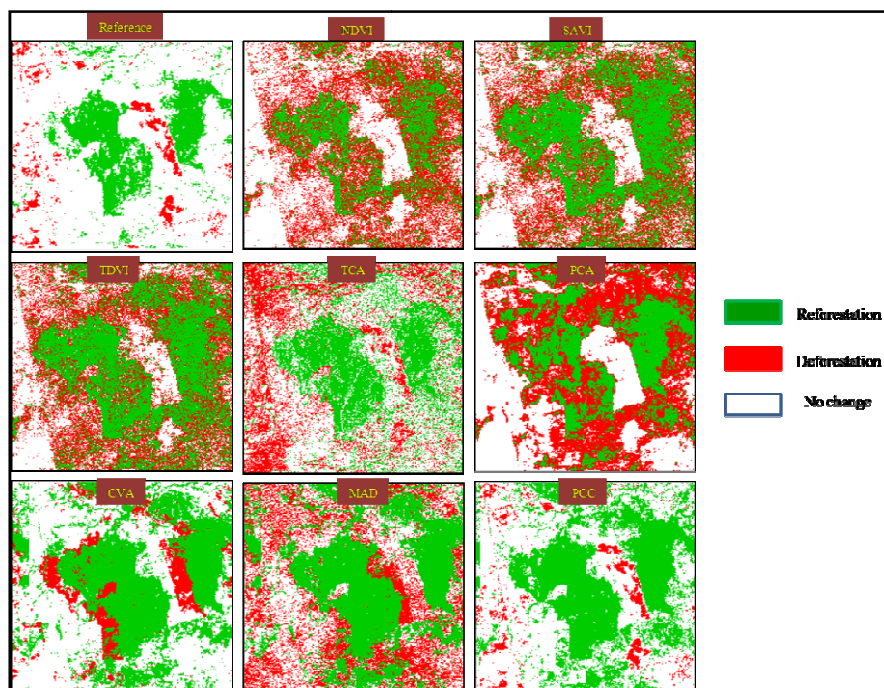 Reference
NDVI
SAVI
TDVI
TCA
PCA
CVA
MAD
PCC
Reforestation
Deforestation
No change